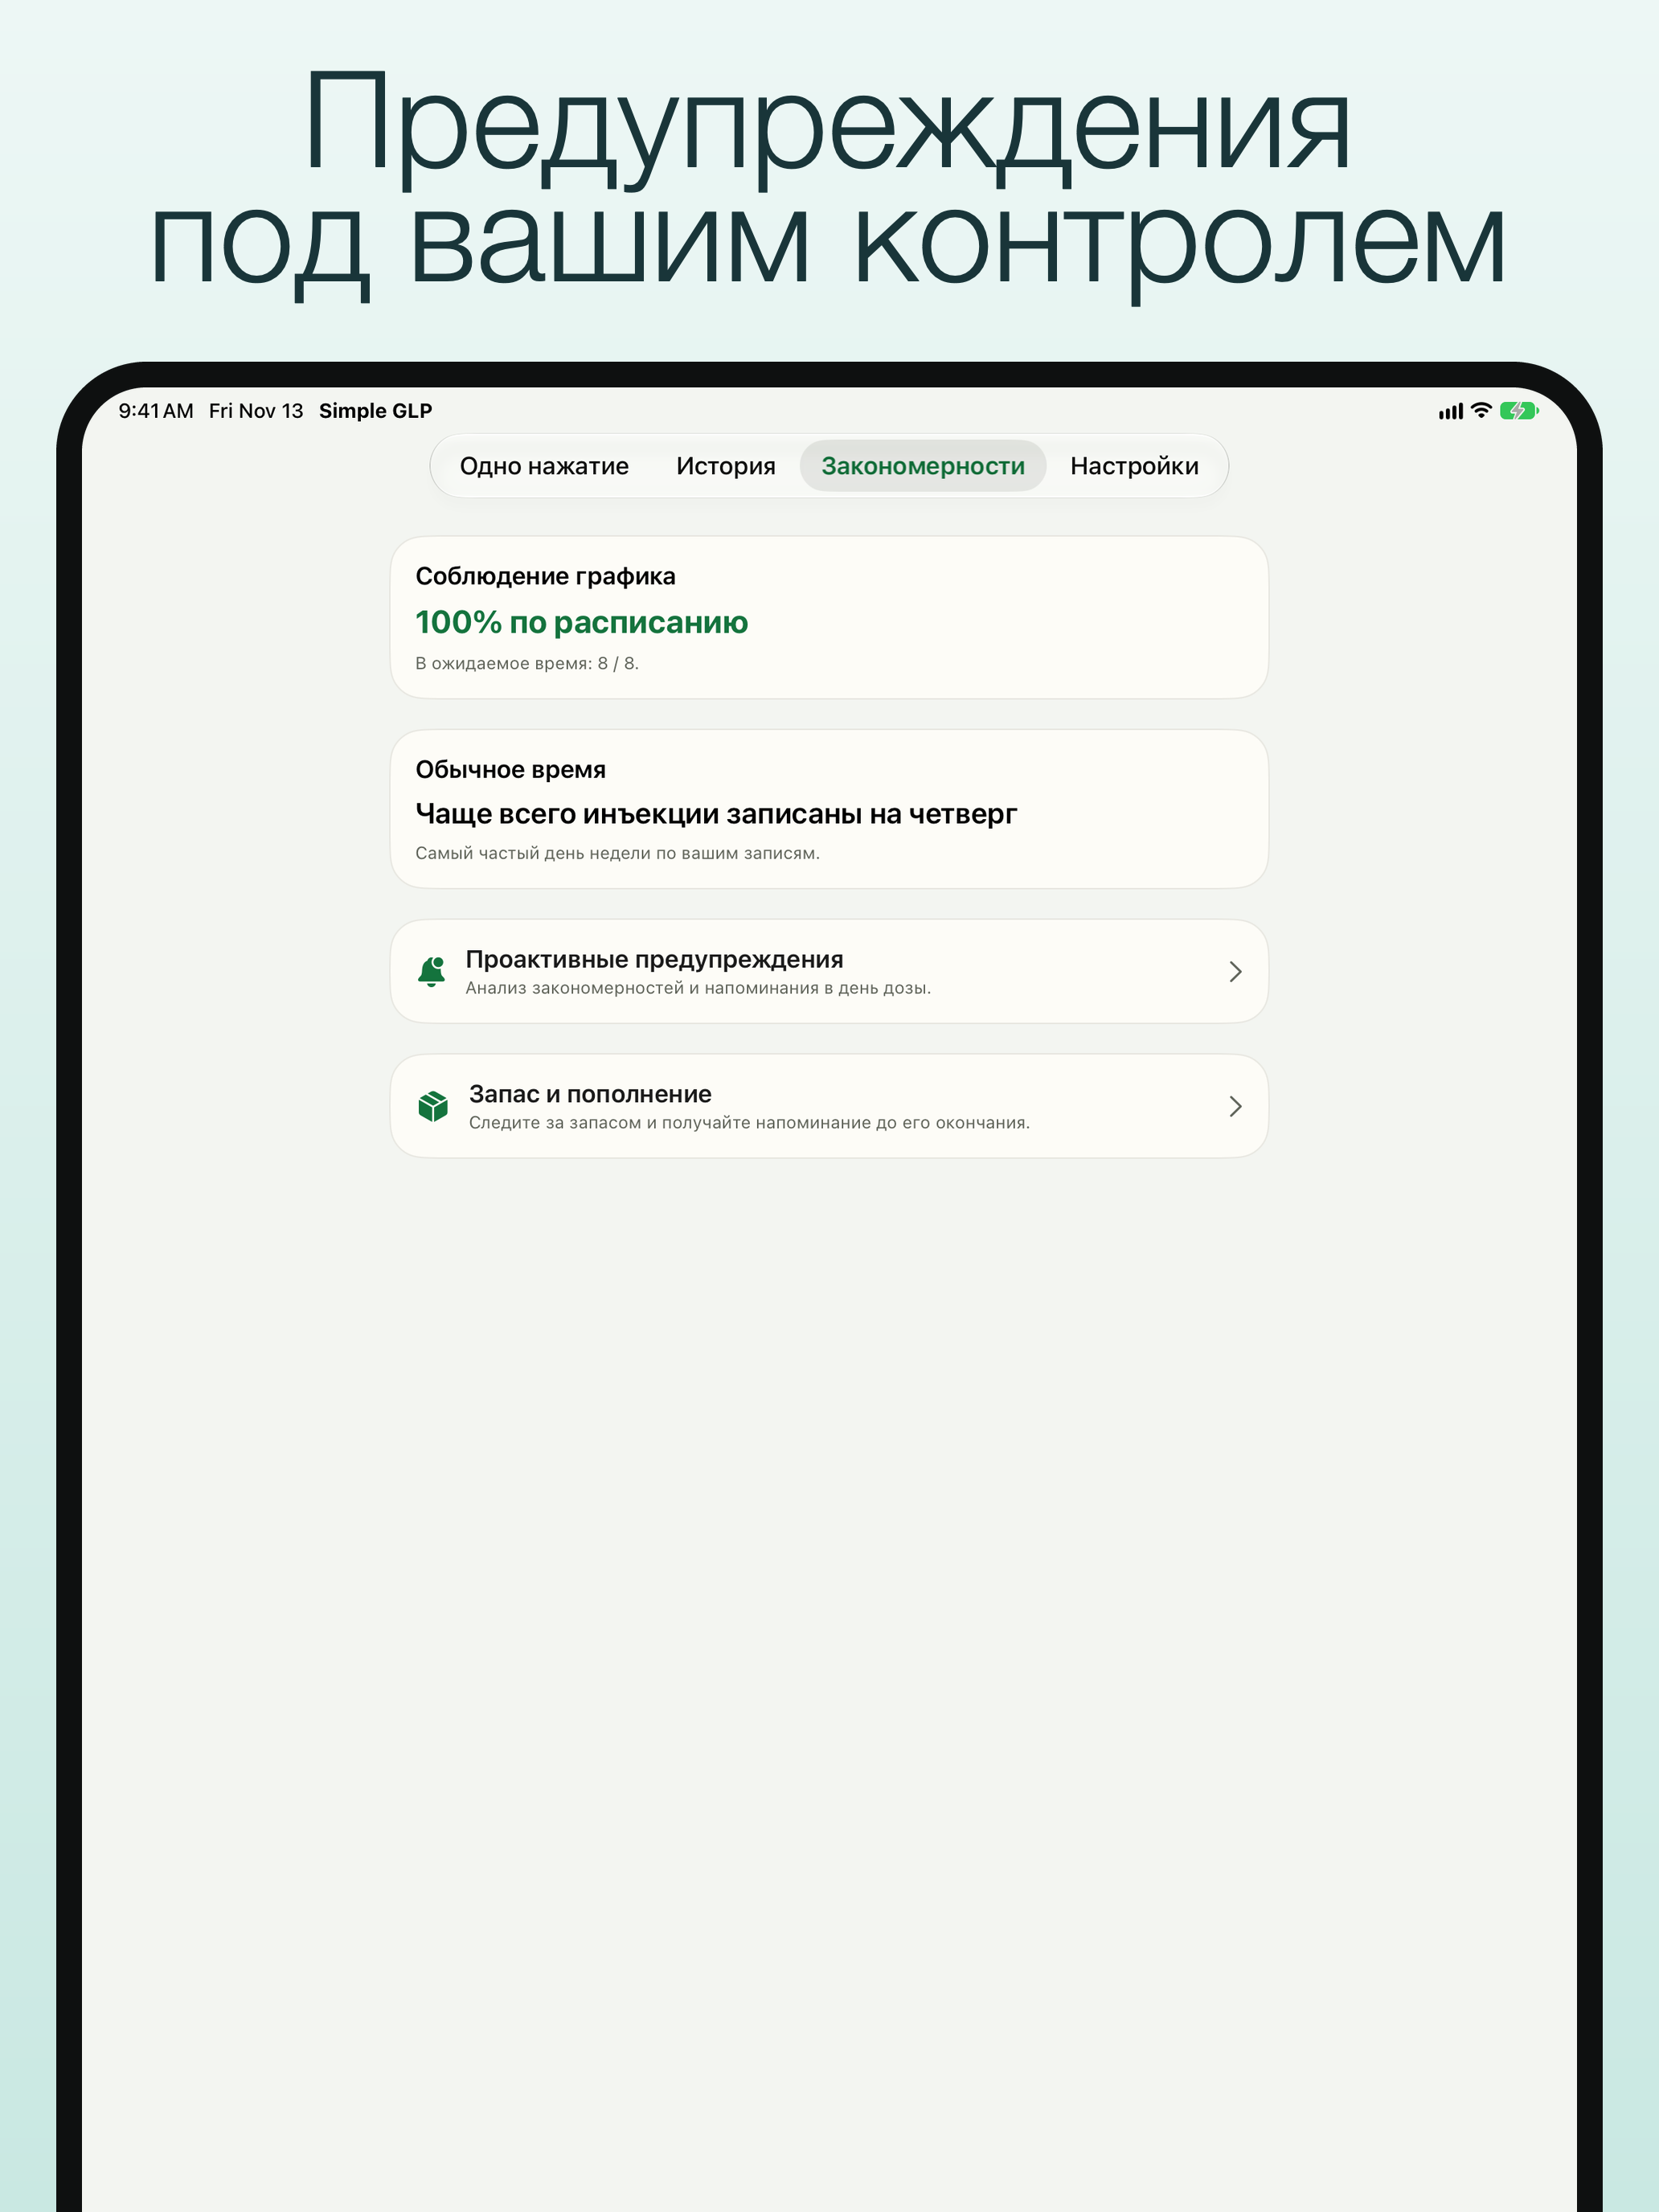 Предупреждения
под вашим контролем
9:41 AM Fri Nov 13 Simple GLP
Одно нажатие История Закономерности Настройки
Соблюдение графика
100% по расписанию
В ожидаемое время: 8 / 8.
Обычное время
Чаще всего инъекции записаны на четверг
Самый частый день недели по вашим записям.
Проактивные предупреждения
Анализ закономерностей и напоминания в день дозы.
Запас и пополнение
Следите за запасом и получайте напоминание до его окончания.